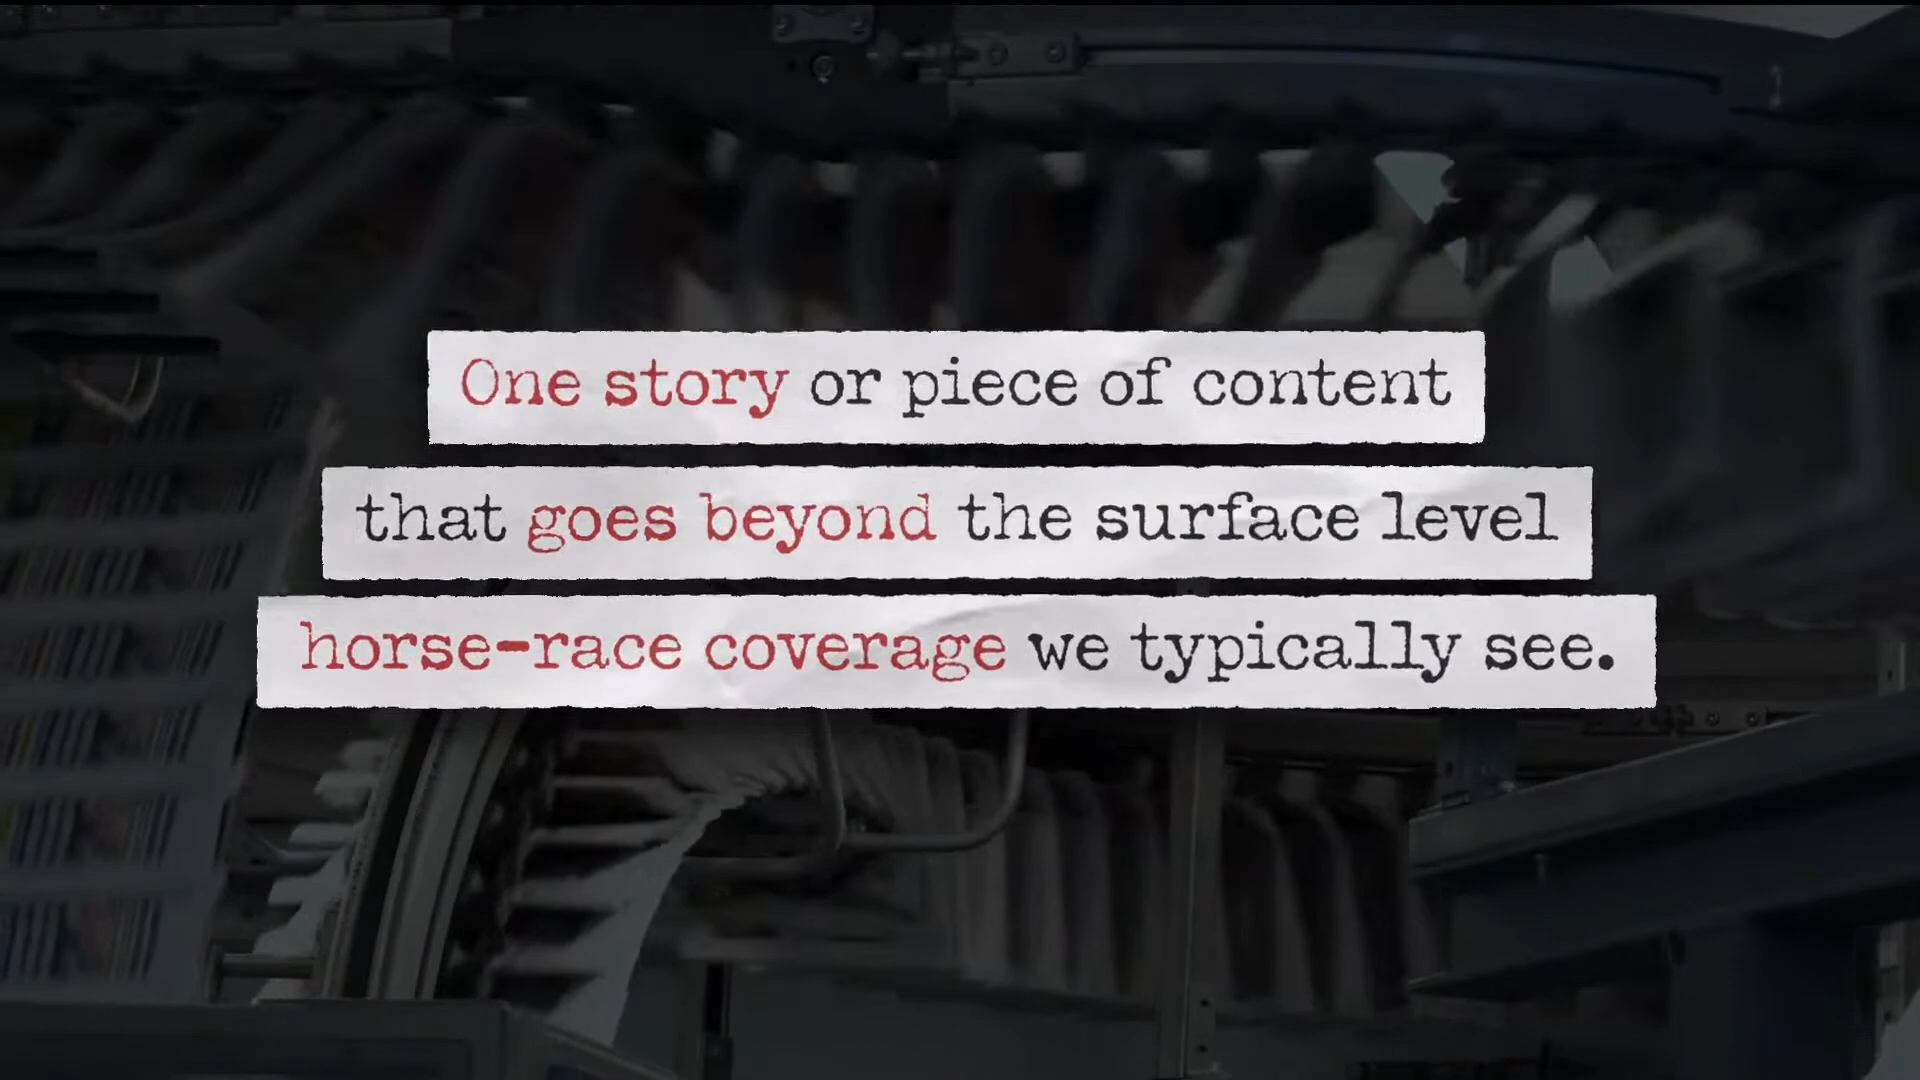 One story or piece of content
that goes beyond the surface level
horse-race coverage we typically see.